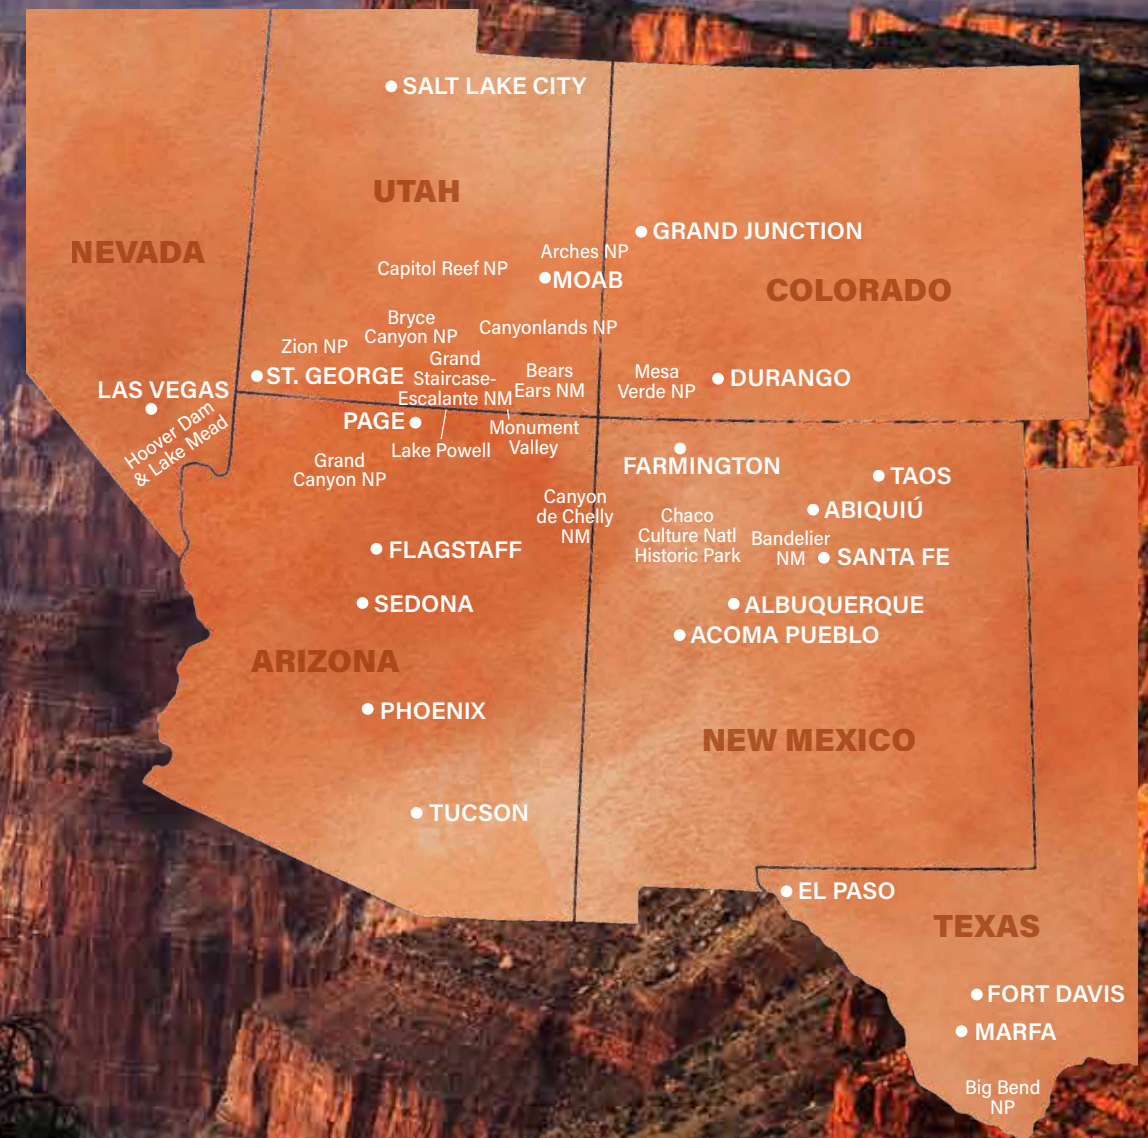 SALT LAKE CITY
UTAH
NEVADA
GRAND JUNCTION
Arches NP
Capitol Reef NP
MOAB
COLORADO
Bryce
Canyon NP
Canyonlands NP
Zion NP
Grand
Staircase-
Escalante NM
Bears
Ears NM
Mesa
Verde NP
DURANGO
ST. GEORGE
LAS VEGAS
Hoover Dam
& Lake Mead
PAGE
Lake Powell
Monument
Valley
Grand
Canyon NP
FARMINGTON
TAOS
ABIQUIÚ
Canyon
de Chelly
NM
Chaco
Culture Natl
Historic Park
Bandelier
NM
SANTA FE
FLAGSTAFF
SEDONA
ALBUQUERQUE
ACOMA PUEBLO
ARIZONA
PHOENIX
NEW MEXICO
TUCSON
EL PASO
TEXAS
FORT DAVIS
MARFA
Big Bend
NP